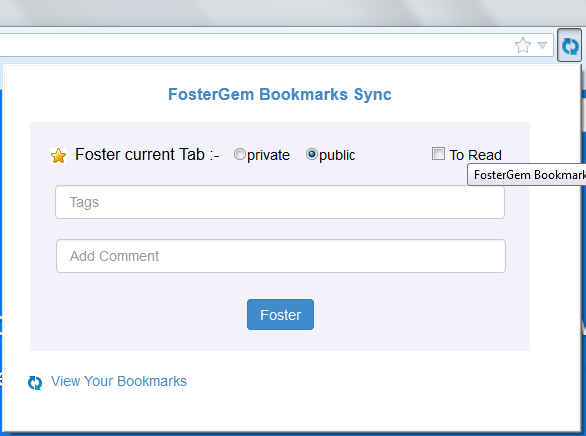 FosterGem Bookmarks Sync
Foster current Tab :- private public To Read
FosterGem Bookmark
Tags
Add Comment
Foster
View Your Bookmarks